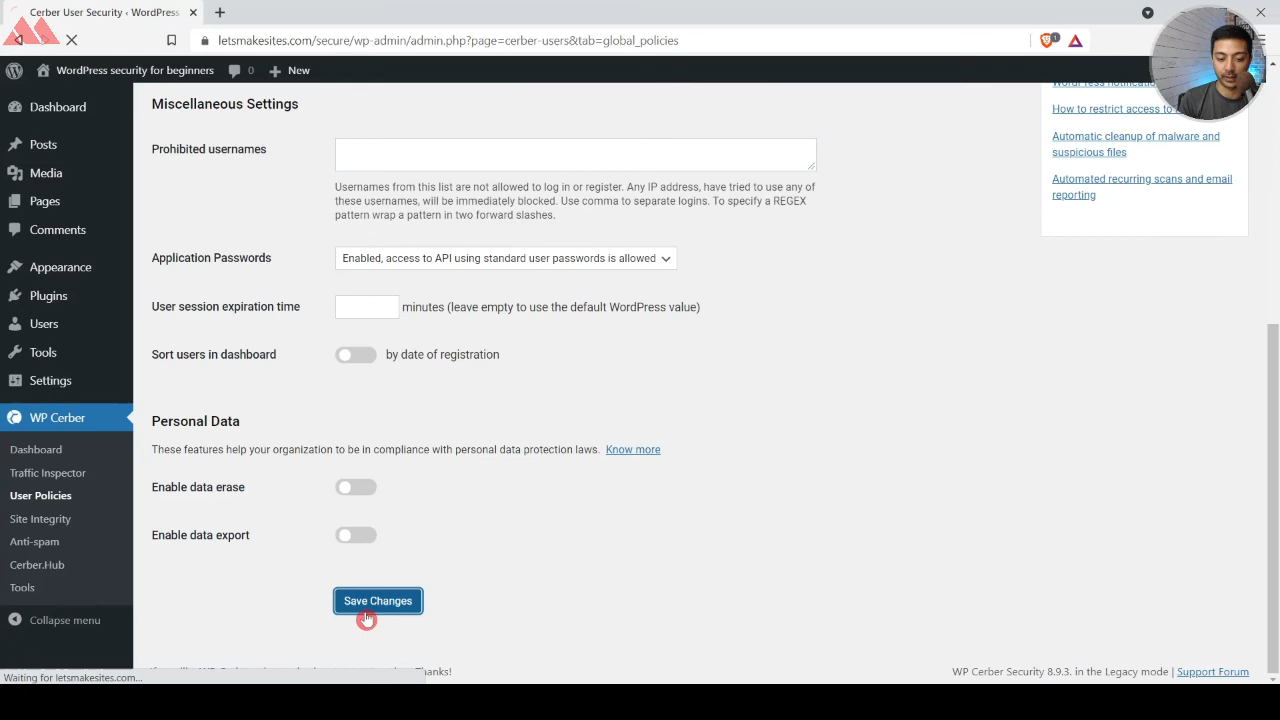 Cerber User Security ‹ WordPress
letsmakesites.com/secure/wp-admin/admin.php?page=cerber-users&tab=global_policies
1
WordPress security for beginners
0
New
Dashboard
Posts
Media
Pages
Comments
Appearance
Plugins
Users
Tools
Settings
WP Cerber
Dashboard
Traffic Inspector
User Policies
Site Integrity
Anti-spam
Cerber.Hub
Tools
Collapse menu
Miscellaneous Settings
Prohibited usernames
Usernames from this list are not allowed to log in or register. Any IP address, have tried to use any of
these usernames, will be immediately blocked. Use comma to separate logins. To specify a REGEX
pattern wrap a pattern in two forward slashes.
Application Passwords
Enabled, access to API using standard user passwords is allowed
User session expiration time
minutes (leave empty to use the default WordPress value)
Sort users in dashboard
by date of registration
Personal Data
These features help your organization to be in compliance with personal data protection laws. Know more
Enable data erase
Enable data export
Save Changes
How to restrict access to
Automatic cleanup of malware and
suspicious files
Automated recurring scans and email
reporting
Thanks!
WP Cerber Security 8.9.3. in the Legacy mode | Support Forum
Waiting for letsmakesites.com...